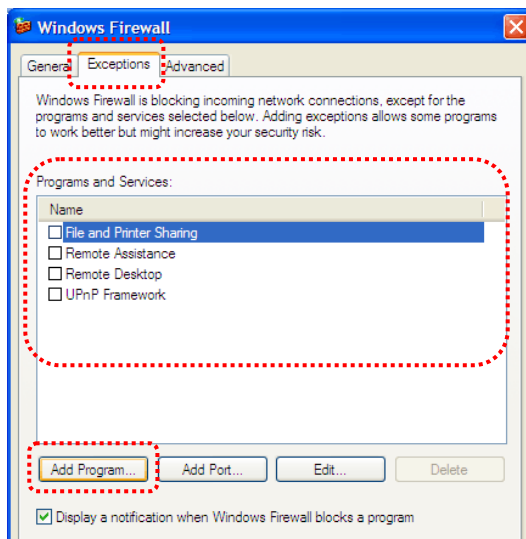 Windows Firewall
General Exceptions Advanced
Windows Firewall is blocking incoming network connections, except for the
programs and services selected below. Adding exceptions allows some programs
to work better but might increase your security risk.
Programs and Services:
Name
File and Printer Sharing
Remote Assistance
Remote Desktop
UPnP Framework
Add Program... Add Port... Edit... Delete
Display a notification when Windows Firewall blocks a program